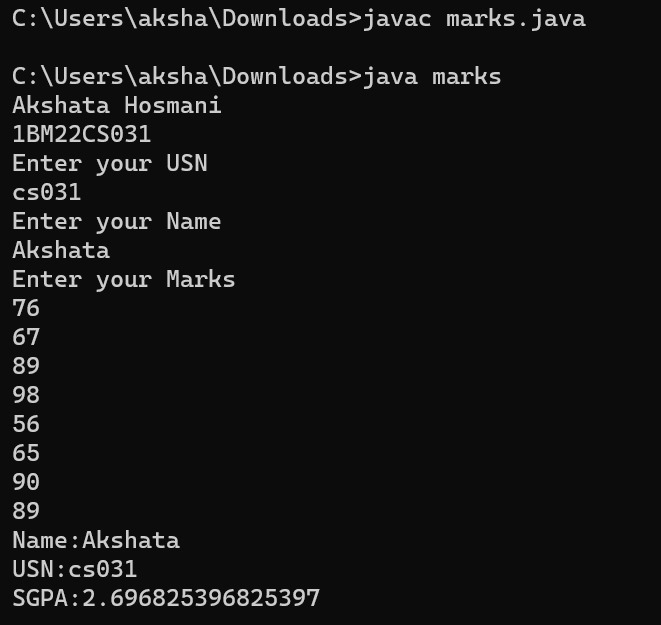 C:\Users\aksha\Downloads>javac marks.java
C:\Users\aksha\Downloads>java marks
Akshata Hosmani
1BM22CS031
Enter your USN
cs031
Enter your Name
Akshata
Enter your Marks
76
67
89
98
56
65
90
89
Name:Akshata
USN:cs031
SGPA:2.696825396825397